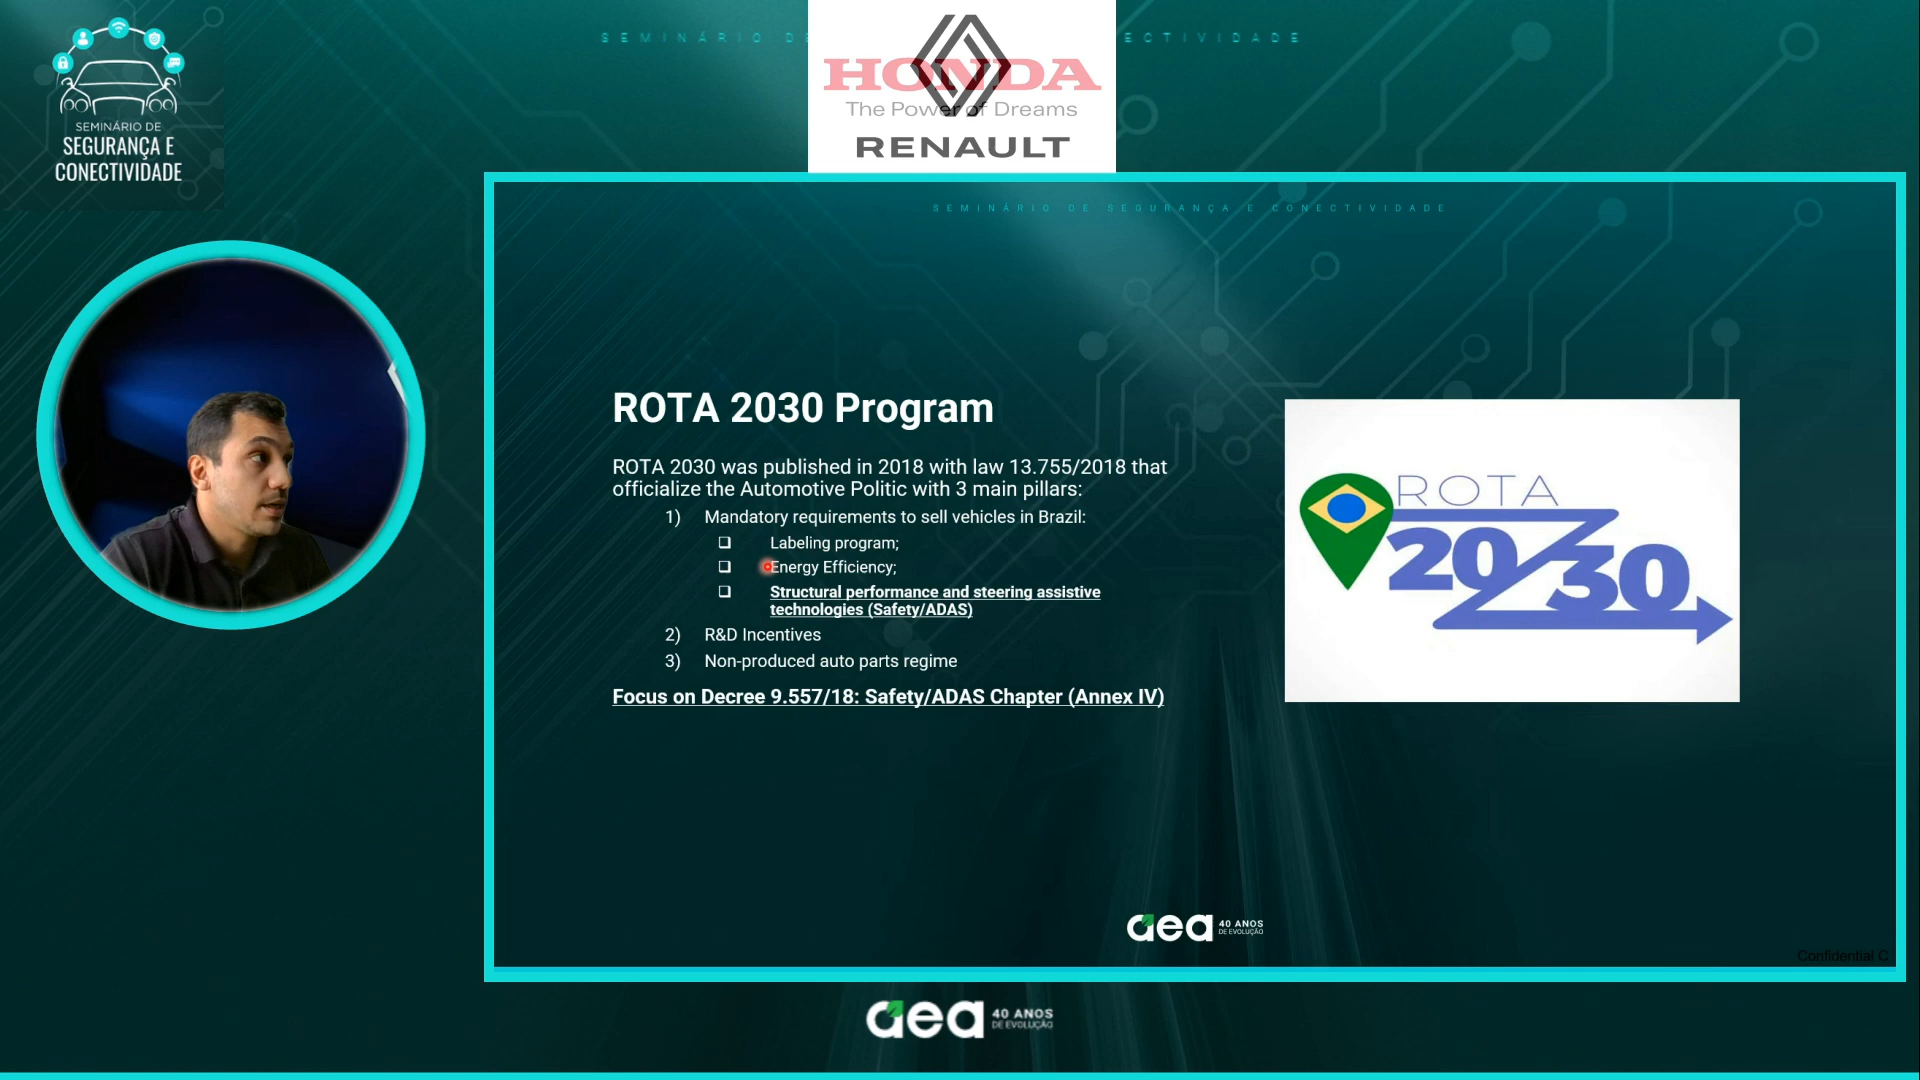 SEMINÁRIO DE
SEGURANÇA E
CONECTIVIDADE
SEMINÁRIO DE
ECTIVIDADE
HONDA
The Power of Dreams
RENAULT
SEMINÁRIO DE SEGURANÇA E CONECTIVIDADE
ROTA 2030 Program
ROTA 2030 was published in 2018 with law 13.755/2018 that
officialize the Automotive Politic with 3 main pillars:
1) Mandatory requirements to sell vehicles in Brazil:
❑ Labeling program;
❑ Energy Efficiency;
❑ Structural performance and steering assistive
technologies (Safety/ADAS)
2) R&D Incentives
3) Non-produced auto parts regime
Focus on Decree 9.557/18: Safety/ADAS Chapter (Annex IV)
ROTA
2030
aea 40 ANOS
DE EVOLUÇÃO
Confidential C
aea 40 ANOS
DE EVOLUÇÃO